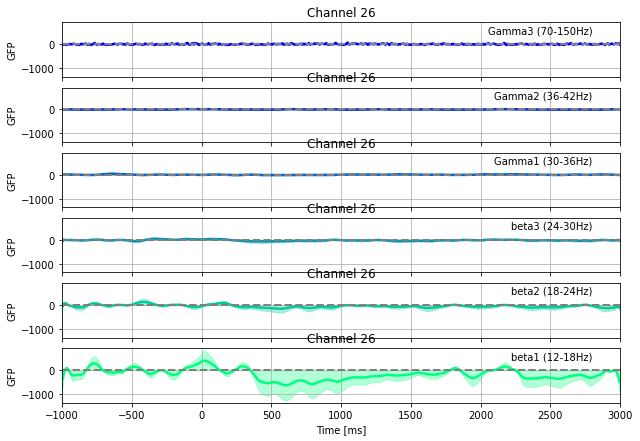 Channel 26
Gamma3 (70-150Hz)
GFP
0
−1000
Channel 26
Gamma2 (36-42Hz)
GFP
0
−1000
Channel 26
Gamma1 (30-36Hz)
GFP
0
−1000
Channel 26
beta3 (24-30Hz)
GFP
0
−1000
Channel 26
beta2 (18-24Hz)
GFP
0
−1000
Channel 26
beta1 (12-18Hz)
GFP
0
−1000
−1000 −500 0 500 1000 1500 2000 2500 3000
Time [ms]